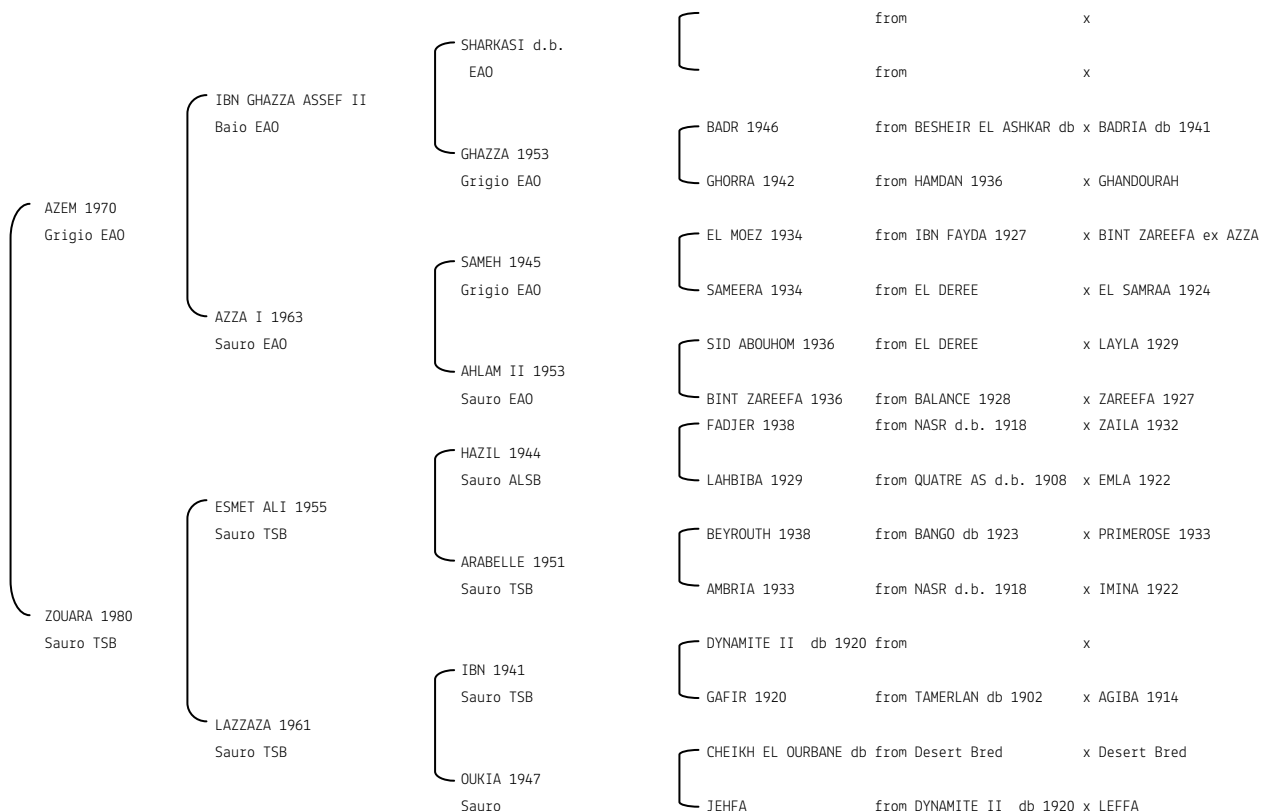 from x
SHARKASI d.b.
EAO from x
IBN GHAZZA ASSEF II
Baio EAO BADR 1946 from BESHEIR EL ASHKAR db x BADRIA db 1941
GHAZZA 1953
Grigio EAO GHORRA 1942 from HAMDAN 1936 x GHANDOURAH
AZEM 1970
Grigio EAO EL MOEZ 1934 from IBN FAYDA 1927 x BINT ZAREEFA ex AZZA
SAMEH 1945
Grigio EAO SAMEERA 1934 from EL DEREE x EL SAMRAA 1924
AZZA I 1963
Sauro EAO SID ABOUHOM 1936 from EL DEREE x LAYLA 1929
AHLAM II 1953
Sauro EAO BINT ZAREEFA 1936 from BALANCE 1928 x ZAREEFA 1927
FADJER 1938 from NASR d.b. 1918 x ZAILA 1932
HAZIL 1944
Sauro ALSB LAHBIBA 1929 from QUATRE AS d.b. 1908 x EMLA 1922
ESMET ALI 1955
Sauro TSB BEYROUTH 1938 from BANGO db 1923 x PRIMEROSE 1933
ARABELLE 1951
Sauro TSB AMBRIA 1933 from NASR d.b. 1918 x IMINA 1922
ZOUARA 1980
Sauro TSB DYNAMITE II db 1920 from x
IBN 1941
Sauro TSB GAFIR 1920 from TAMERLAN db 1902 x AGIBA 1914
LAZZAZA 1961
Sauro TSB CHEIKH EL OURBANE db from Desert Bred x Desert Bred
OUKIA 1947
Sauro JEHFA from DYNAMITE II db 1920 x LEFFA